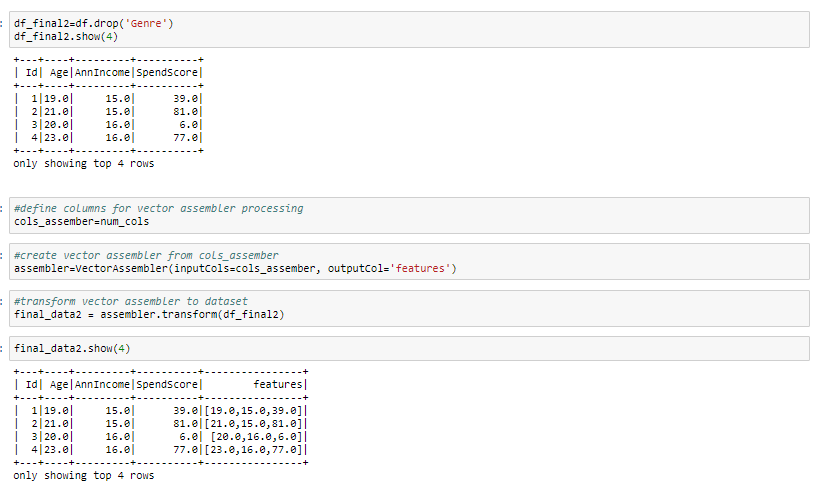 df_final2=df.drop('Genre')
df_final2.show(4)
+---+----+---------+----------+
| Id| Age|AnnIncome|SpendScore|
+---+----+---------+----------+
|  1|19.0|     15.0|      39.0|
|  2|21.0|     15.0|      81.0|
|  3|20.0|     16.0|       6.0|
|  4|23.0|     16.0|      77.0|
+---+----+---------+----------+
only showing top 4 rows
#define columns for vector assembler processing
cols_assember=num_cols
#create vector assembler from cols_assember
assembler=VectorAssembler(inputCols=cols_assember, outputCol='features')
#transform vector assembler to dataset
final_data2 = assembler.transform(df_final2)
final_data2.show(4)
+---+----+---------+----------+----------------+
| Id| Age|AnnIncome|SpendScore|        features|
+---+----+---------+----------+----------------+
|  1|19.0|     15.0|      39.0|[19.0,15.0,39.0]|
|  2|21.0|     15.0|      81.0|[21.0,15.0,81.0]|
|  3|20.0|     16.0|       6.0| [20.0,16.0,6.0]|
|  4|23.0|     16.0|      77.0|[23.0,16.0,77.0]|
+---+----+---------+----------+----------------+
only showing top 4 rows